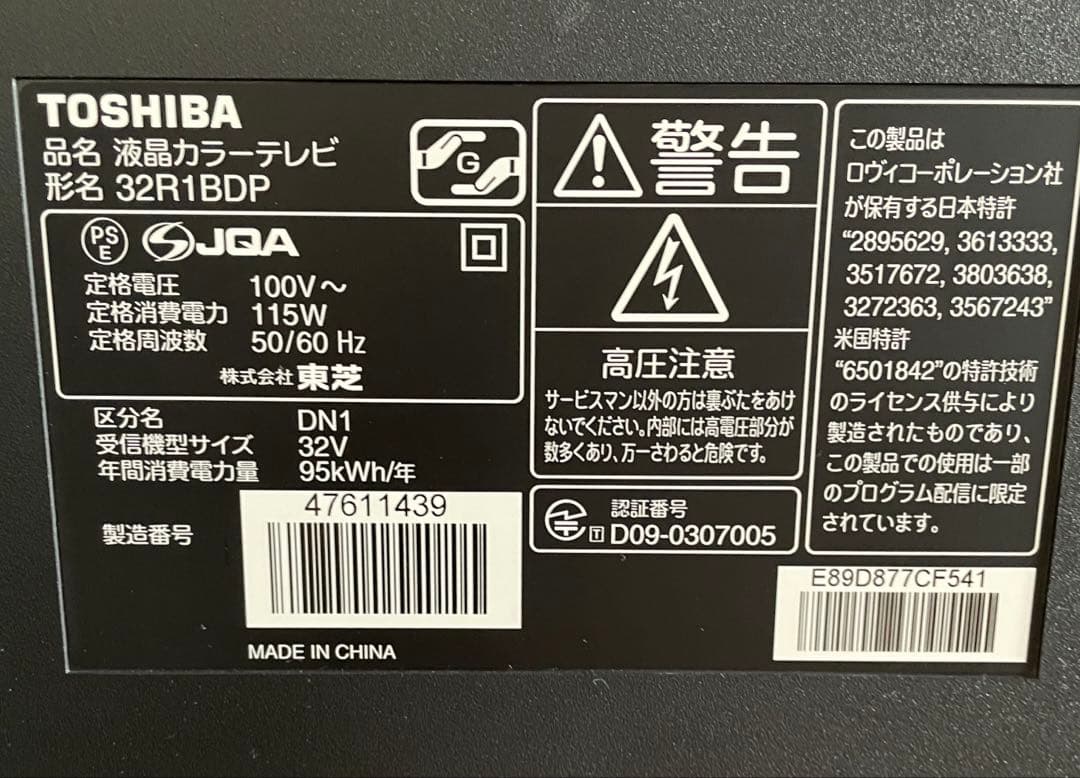 TOSHIBA
品名 液晶カラーテレビ
形名 32R1BDP
G
PS
E
JQA
定格電圧 100V～
定格消費電力 115W
定格周波数 50/60 Hz
株式会社 東芝
区分名 DN1
受信機型サイズ 32V
年間消費電力量 95kWh/年
製造番号
47611439
MADE IN CHINA
警告
高圧注意
サービスマン以外の方は裏ぶたをあけ
ないでください。内部には高電圧部分が
数多くあり、万一さわると危険です。
認証番号
T D09-0307005
この製品は
ロヴィコーポレーション社
が保有する日本特許
“2895629, 3613333,
3517672, 3803638,
3272363, 3567243”
米国特許
“6501842”の特許技術
のライセンス供与により
製造されたものであり、
この製品での使用は一部
のプログラム配信に限定
されています。
E89D877CF541